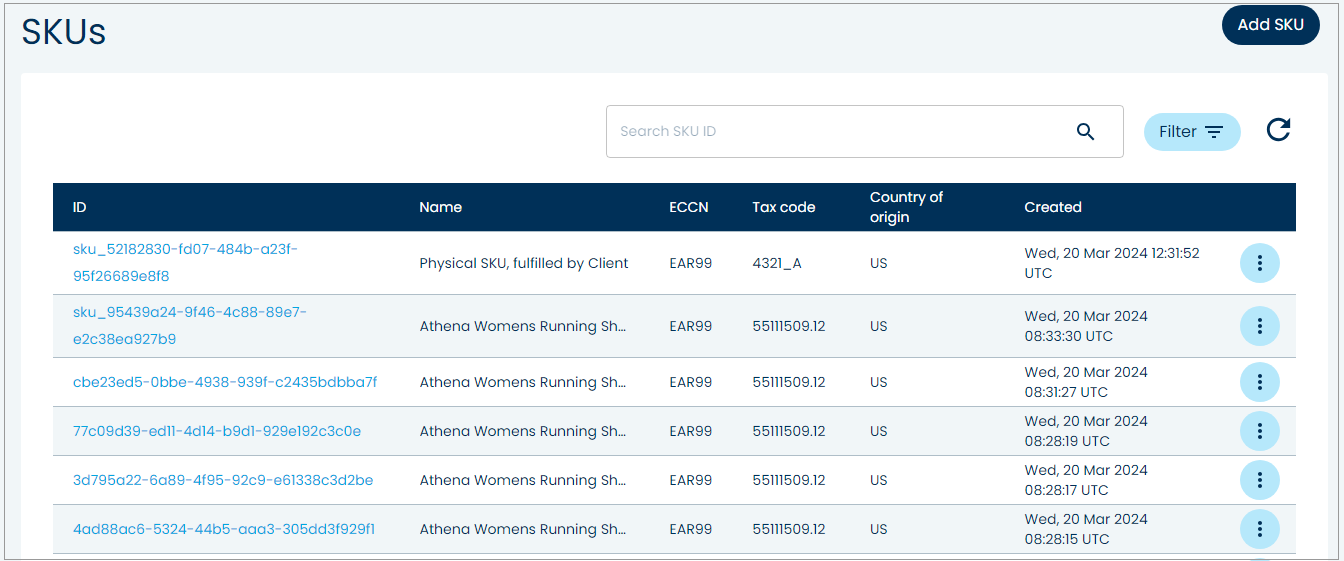 SKUs
Add SKU
Search SKU ID
Filter
ID Name ECCN Tax code Country of origin Created
sku_52182830-fd07-484b-a23f-95f26689e8f8 Physical SKU, fulfilled by Client EAR99 4321_A US Wed, 20 Mar 2024 12:31:52 UTC
sku_95439a24-9f46-4c88-89e7-e2c38ea927b9 Athena Womens Running Sh... EAR99 55111509.12 US Wed, 20 Mar 2024 08:33:30 UTC
cbe23ed5-0bbe-4938-939f-c2435bdbba7f Athena Womens Running Sh... EAR99 55111509.12 US Wed, 20 Mar 2024 08:31:27 UTC
77c09d39-ed11-4d14-b9d1-929e192c3c0e Athena Womens Running Sh... EAR99 55111509.12 US Wed, 20 Mar 2024 08:28:19 UTC
3d795a22-6a89-4f95-92c9-e61338c3d2be Athena Womens Running Sh... EAR99 55111509.12 US Wed, 20 Mar 2024 08:28:17 UTC
4ad88ac6-5324-44b5-aaa3-305dd3f929f1 Athena Womens Running Sh... EAR99 55111509.12 US Wed, 20 Mar 2024 08:28:15 UTC